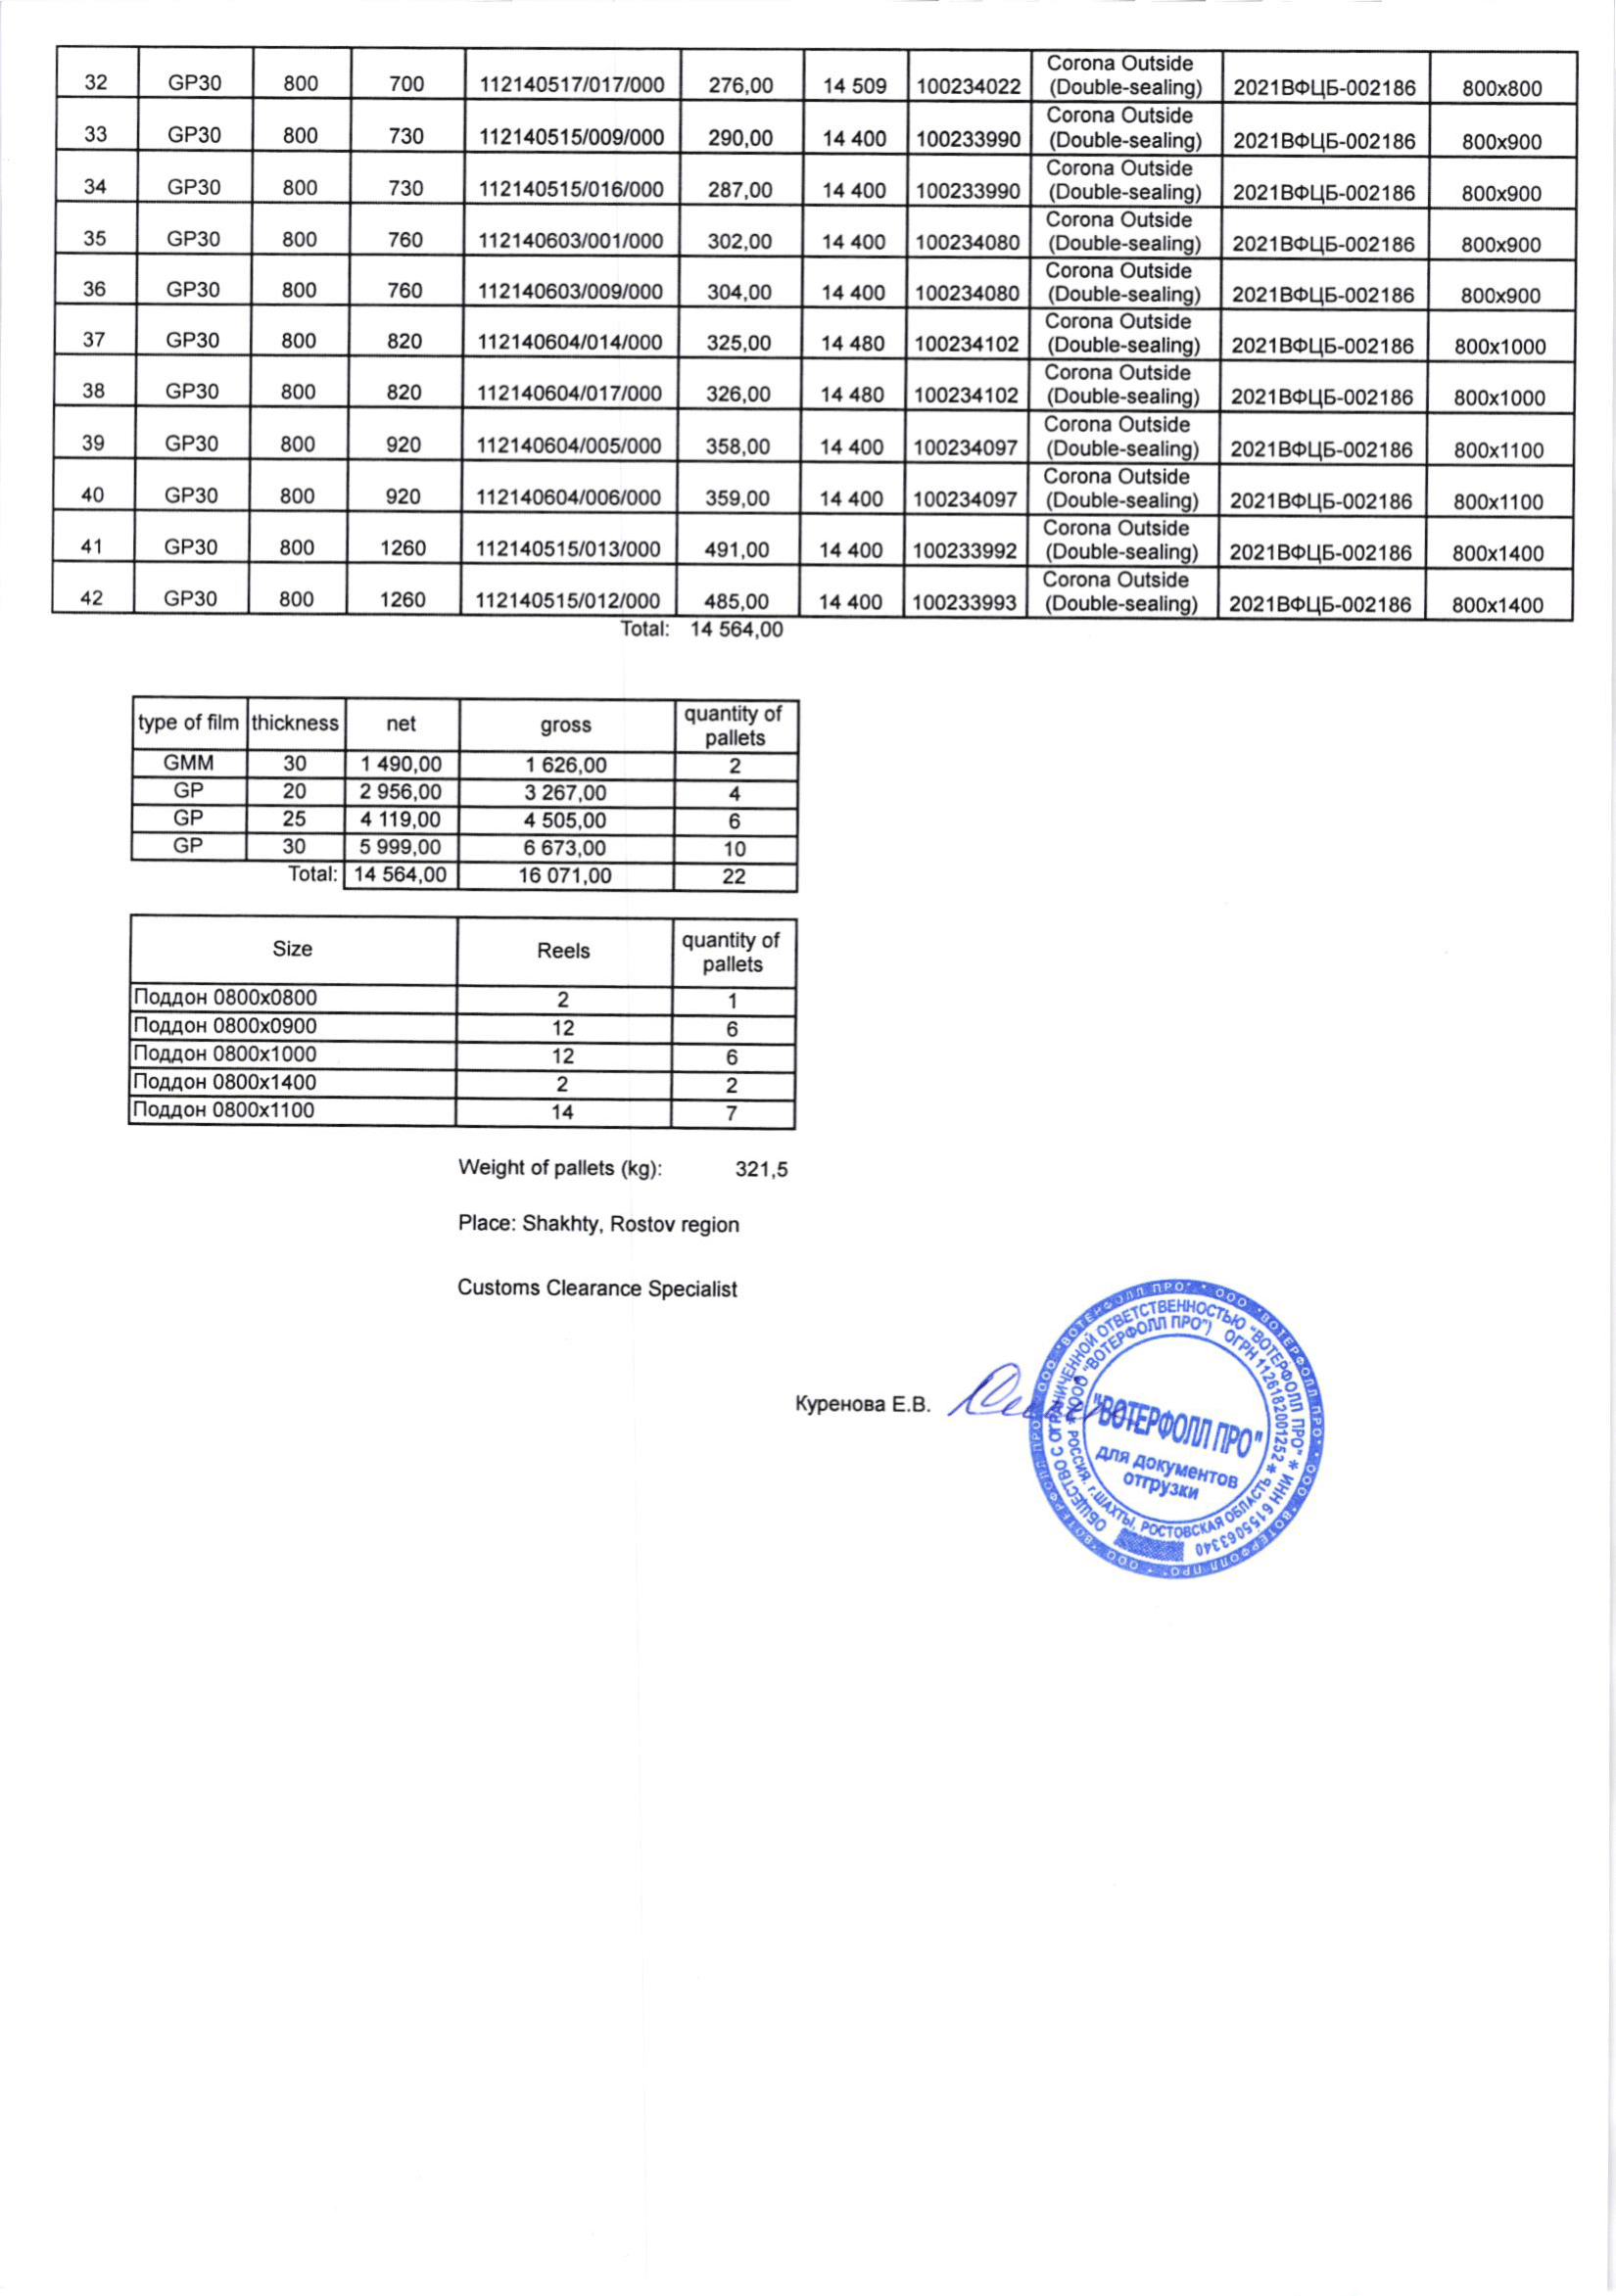 32 GP30 800 700 112140517/017/000 276,00 14 509 100234022 Corona Outside (Double-sealing) 2021ВФЦБ-002186 800x800
33 GP30 800 730 112140515/009/000 290,00 14 400 100233990 Corona Outside (Double-sealing) 2021ВФЦБ-002186 800x900
34 GP30 800 730 112140515/016/000 287,00 14 400 100233990 Corona Outside (Double-sealing) 2021ВФЦБ-002186 800x900
35 GP30 800 760 112140603/001/000 302,00 14 400 100234080 Corona Outside (Double-sealing) 2021ВФЦБ-002186 800x900
36 GP30 800 760 112140603/009/000 304,00 14 400 100234080 Corona Outside (Double-sealing) 2021ВФЦБ-002186 800x900
37 GP30 800 820 112140604/014/000 325,00 14 480 100234102 Corona Outside (Double-sealing) 2021ВФЦБ-002186 800x1000
38 GP30 800 820 112140604/017/000 326,00 14 480 100234102 Corona Outside (Double-sealing) 2021ВФЦБ-002186 800x1000
39 GP30 800 920 112140604/005/000 358,00 14 400 100234097 Corona Outside (Double-sealing) 2021ВФЦБ-002186 800x1100
40 GP30 800 920 112140604/006/000 359,00 14 400 100234097 Corona Outside (Double-sealing) 2021ВФЦБ-002186 800x1100
41 GP30 800 1260 112140515/013/000 491,00 14 400 100233992 Corona Outside (Double-sealing) 2021ВФЦБ-002186 800x1400
42 GP30 800 1260 112140515/012/000 485,00 14 400 100233993 Corona Outside (Double-sealing) 2021ВФЦБ-002186 800x1400
Total: 14 564,00
type of film thickness net gross quantity of pallets
GMM 30 1 490,00 1 626,00 2
GP 20 2 956,00 3 267,00 4
GP 25 4 119,00 4 505,00 6
GP 30 5 999,00 6 673,00 10
Total: 14 564,00 16 071,00 22
Size Reels quantity of pallets
Поддон 0800x0800 2 1
Поддон 0800x0900 12 6
Поддон 0800x1000 12 6
Поддон 0800x1400 2 2
Поддон 0800x1100 14 7
Weight of pallets (kg): 321,5
Place: Shakhty, Rostov region
Customs Clearance Specialist
Куренова Е.В.
ООО "ВОТЕРФОЛЛ ПРО" * ООО "ВОТЕРФОЛЛ ПРО" * ООО "ВОТЕРФОЛЛ ПРО" * ООО "ВОТЕРФОЛЛ ПРО"
ОБЩЕСТВО С ОГРАНИЧЕННОЙ ОТВЕТСТВЕННОСТЬЮ "ВОТЕРФОЛЛ ПРО" * ИНН 6155063340
(ООО "ВОТЕРФОЛЛ ПРО") ОГРН 1126182001252 * РОССИЯ, г.ШАХТЫ, РОСТОВСКАЯ ОБЛАСТЬ *
"ВОТЕРФОЛЛ ПРО"
для документов
отгрузки